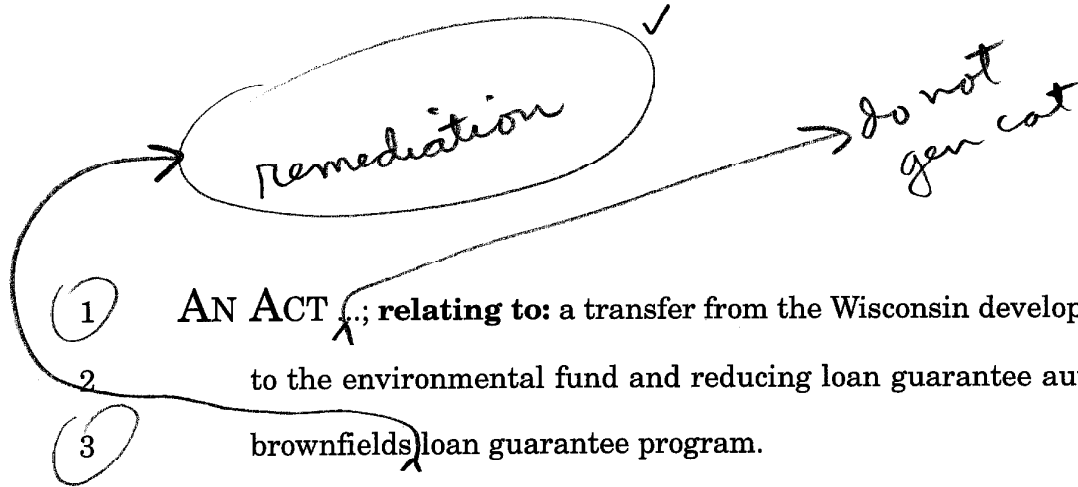 remediation
do not
gen cat
1 AN ACT ...; relating to: a transfer from the Wisconsin develop
2 to the environmental fund and reducing loan guarantee au
3 brownfields loan guarantee program.